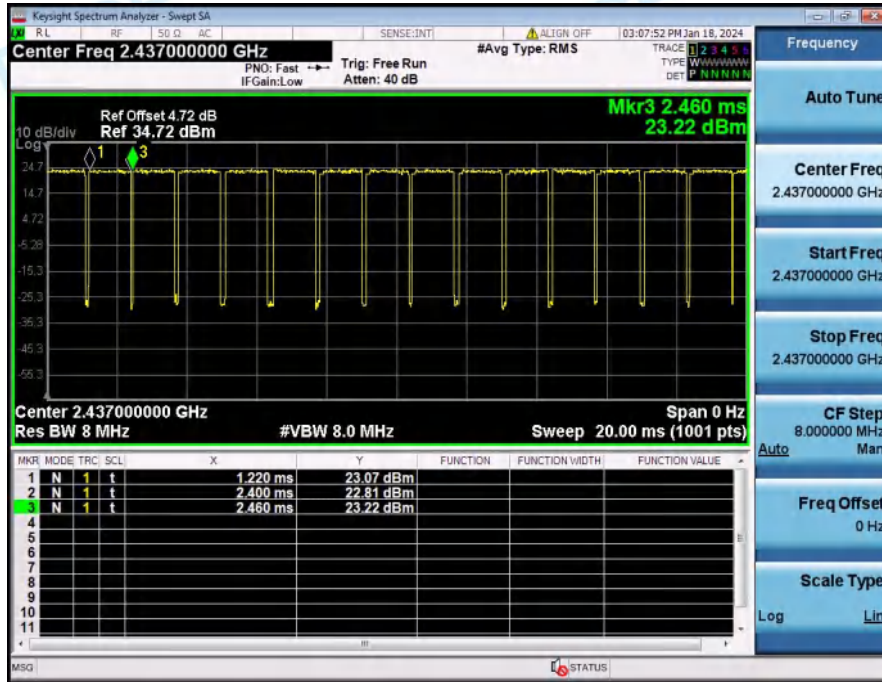 Keysight Spectrum Analyzer - Swept SA
RL RF 50 Ω AC SENSE:INT ALIGN OFF 03:07:52 PM Jan 18, 2024
Center Freq 2.437000000 GHz
PNO: Fast
IFGain:Low
Trig: Free Run
Atten: 40 dB
#Avg Type: RMS
TRACE 1 2 3 4 5 6
TYPE WWWWWW
DET P N N N N N
Ref Offset 4.72 dB
10 dB/div Ref 34.72 dBm
Log
Mkr3 2.460 ms
23.22 dBm
1 3
24.7
14.7
4.72
-5.28
-15.3
-25.3
-35.3
-45.3
-55.3
Center 2.437000000 GHz Span 0 Hz
Res BW 8 MHz #VBW 8.0 MHz Sweep 20.00 ms (1001 pts)
MKR MODE TRC SCL X Y FUNCTION FUNCTION WIDTH FUNCTION VALUE
1 N 1 t 1.220 ms 23.07 dBm
2 N 1 t 2.400 ms 22.81 dBm
3 N 1 t 2.460 ms 23.22 dBm
4
5
6
7
8
9
10
11
MSG STATUS
Frequency
Auto Tune
Center Freq
2.437000000 GHz
Start Freq
2.437000000 GHz
Stop Freq
2.437000000 GHz
CF Step
8.000000 MHz
Auto Man
Freq Offset
0 Hz
Scale Type
Log Lin